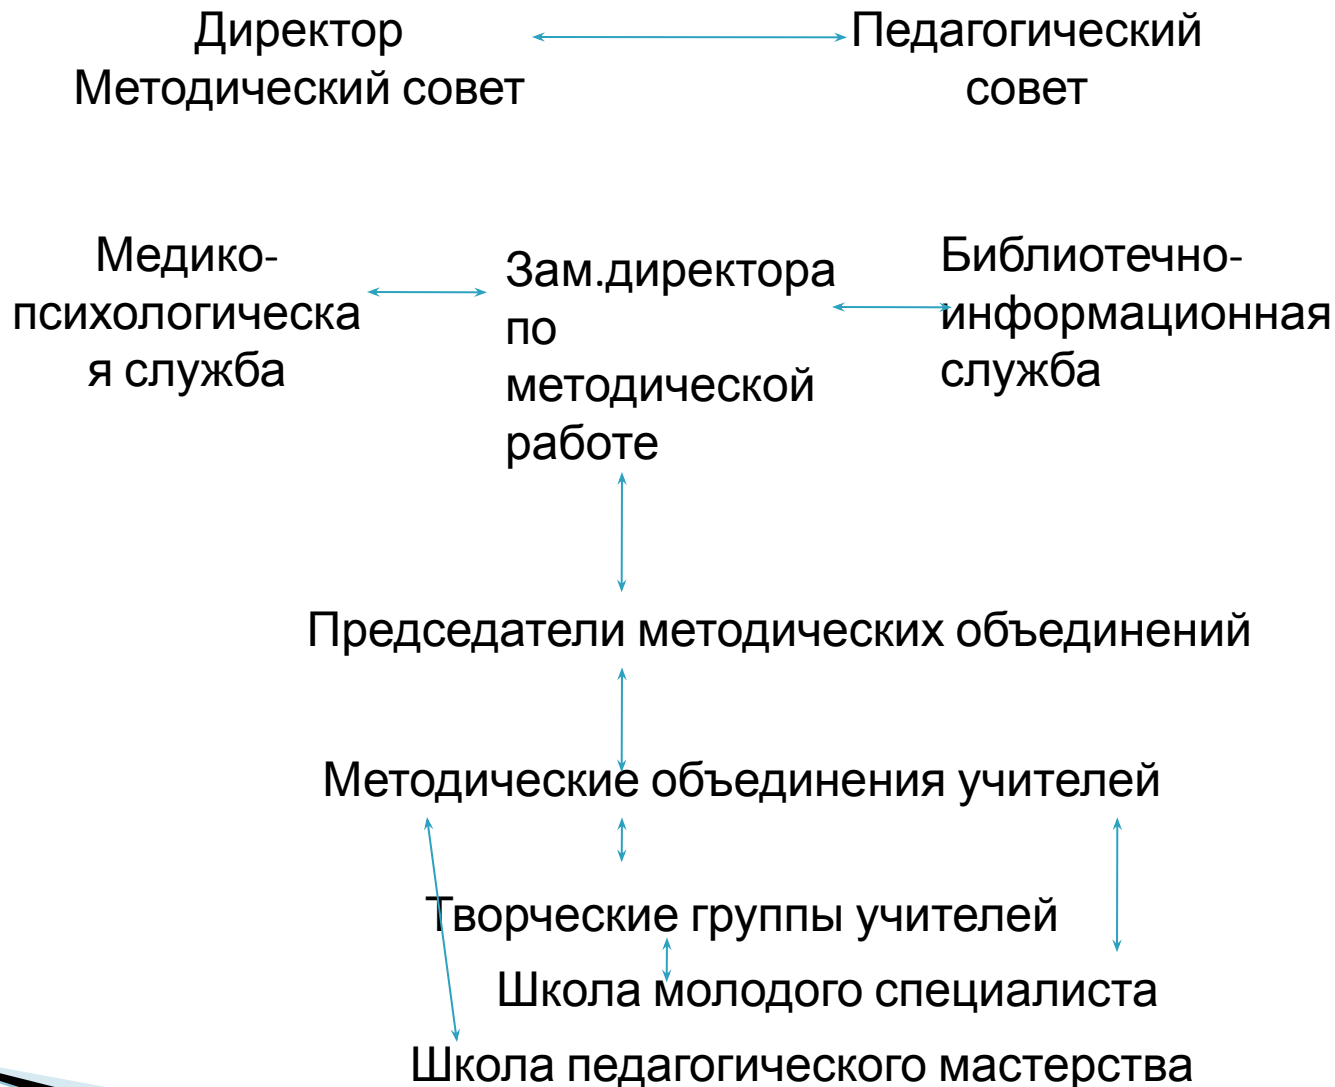 Директор
Методический совет
Педагогический
совет
Медико-
психологическа
я служба
Зам.директора
по
методической
работе
Библиотечно-
информационная
служба
Председатели методических объединений
Методические объединения учителей
Творческие группы учителей
Школа молодого специалиста
Школа педагогического мастерства